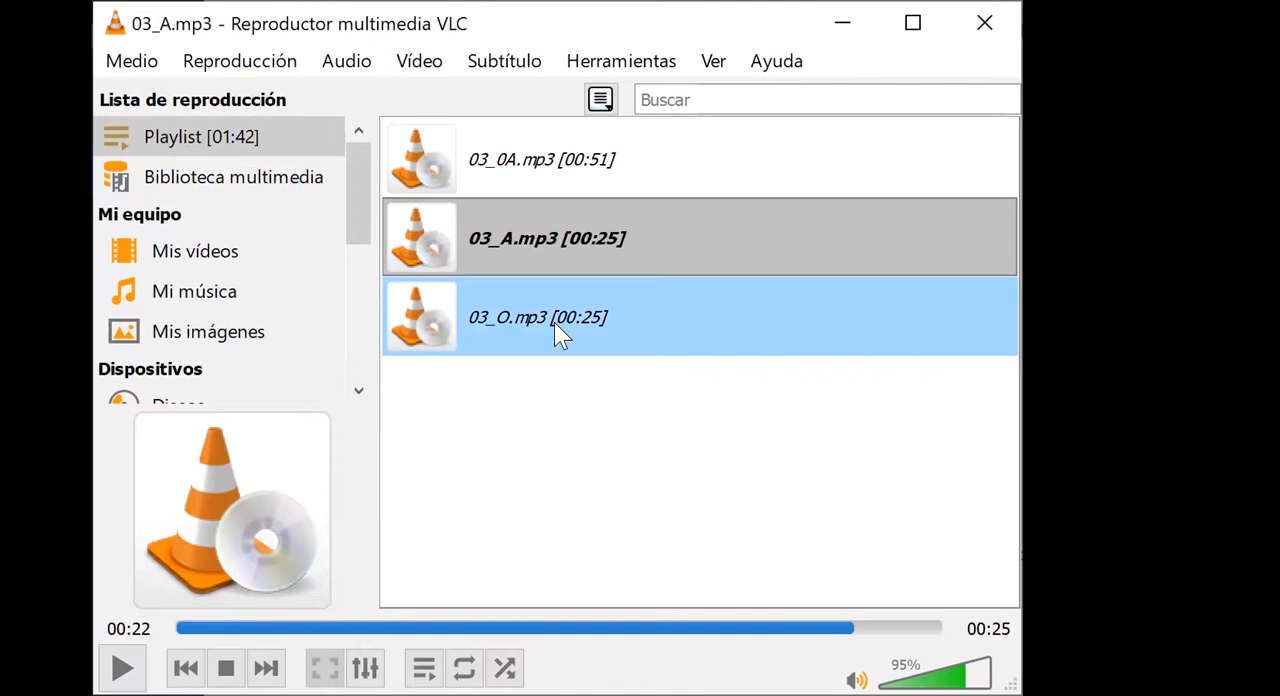 03_A.mp3 - Reproductor multimedia VLC
Medio Reproducción Audio Vídeo Subtítulo Herramientas Ver Ayuda
Lista de reproducción
Buscar
Playlist [01:42]
Biblioteca multimedia
Mi equipo
Mis vídeos
Mi música
Mis imágenes
Dispositivos
03_0A.mp3 [00:51]
03_A.mp3 [00:25]
03_O.mp3 [00:25]
00:22
00:25
95%